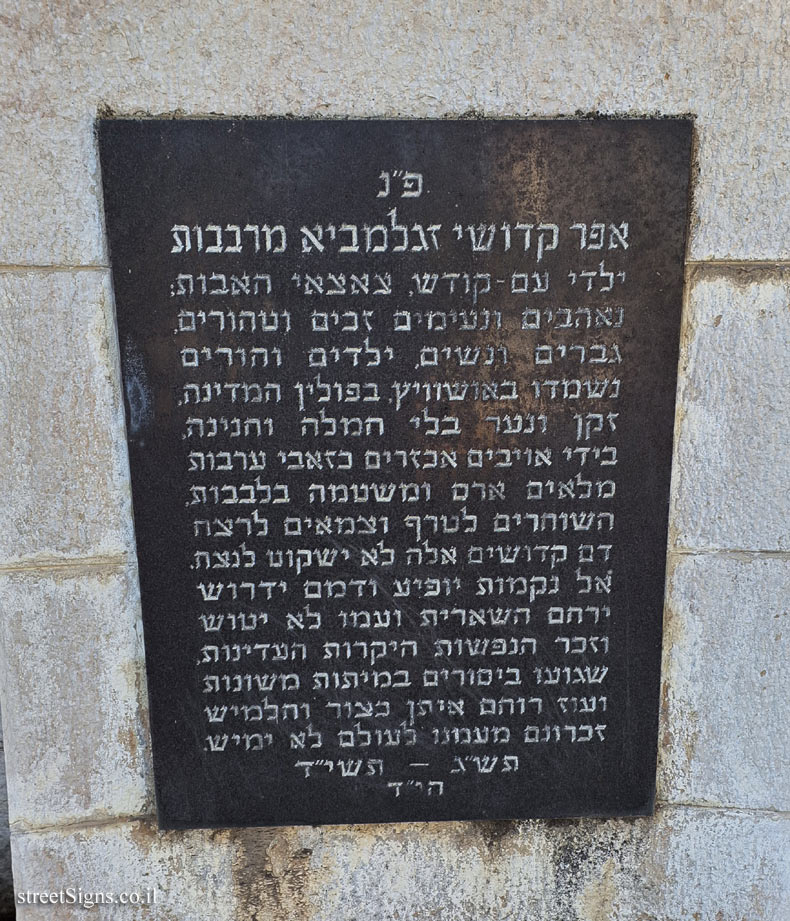 פ״נ
אפר קדושי זגלמביא מרבבות
ילדי עם-קודש, צאצאי האבות;
נאהבים ונעימים זכים וטהורים,
גברים ונשים, ילדים והורים
נשמדו באושוויץ, בפולין המדינה,
זקן ונער בלי חמלה וחנינה,
בידי אויבים אכזרים כזאבי ערבות
מלאים ארס ומשטמה בלבבות,
השוחרים לטרף וצמאים לרצח
דם קדושים אלה לא ישקוט לנצח.
אל נקמות יופיע ודמם ידרוש
ירחם השארית ועמו לא יטוש
וזכר הנפשות היקרות העדינות,
שגועו ביסורים במיתות משונות
ועוז רוחם איתן כצור וחלמיש
זכרונם מעמנו לעולם לא ימיש.
תש״ג – תשי״ד
הי״ד
streetSigns.co.il